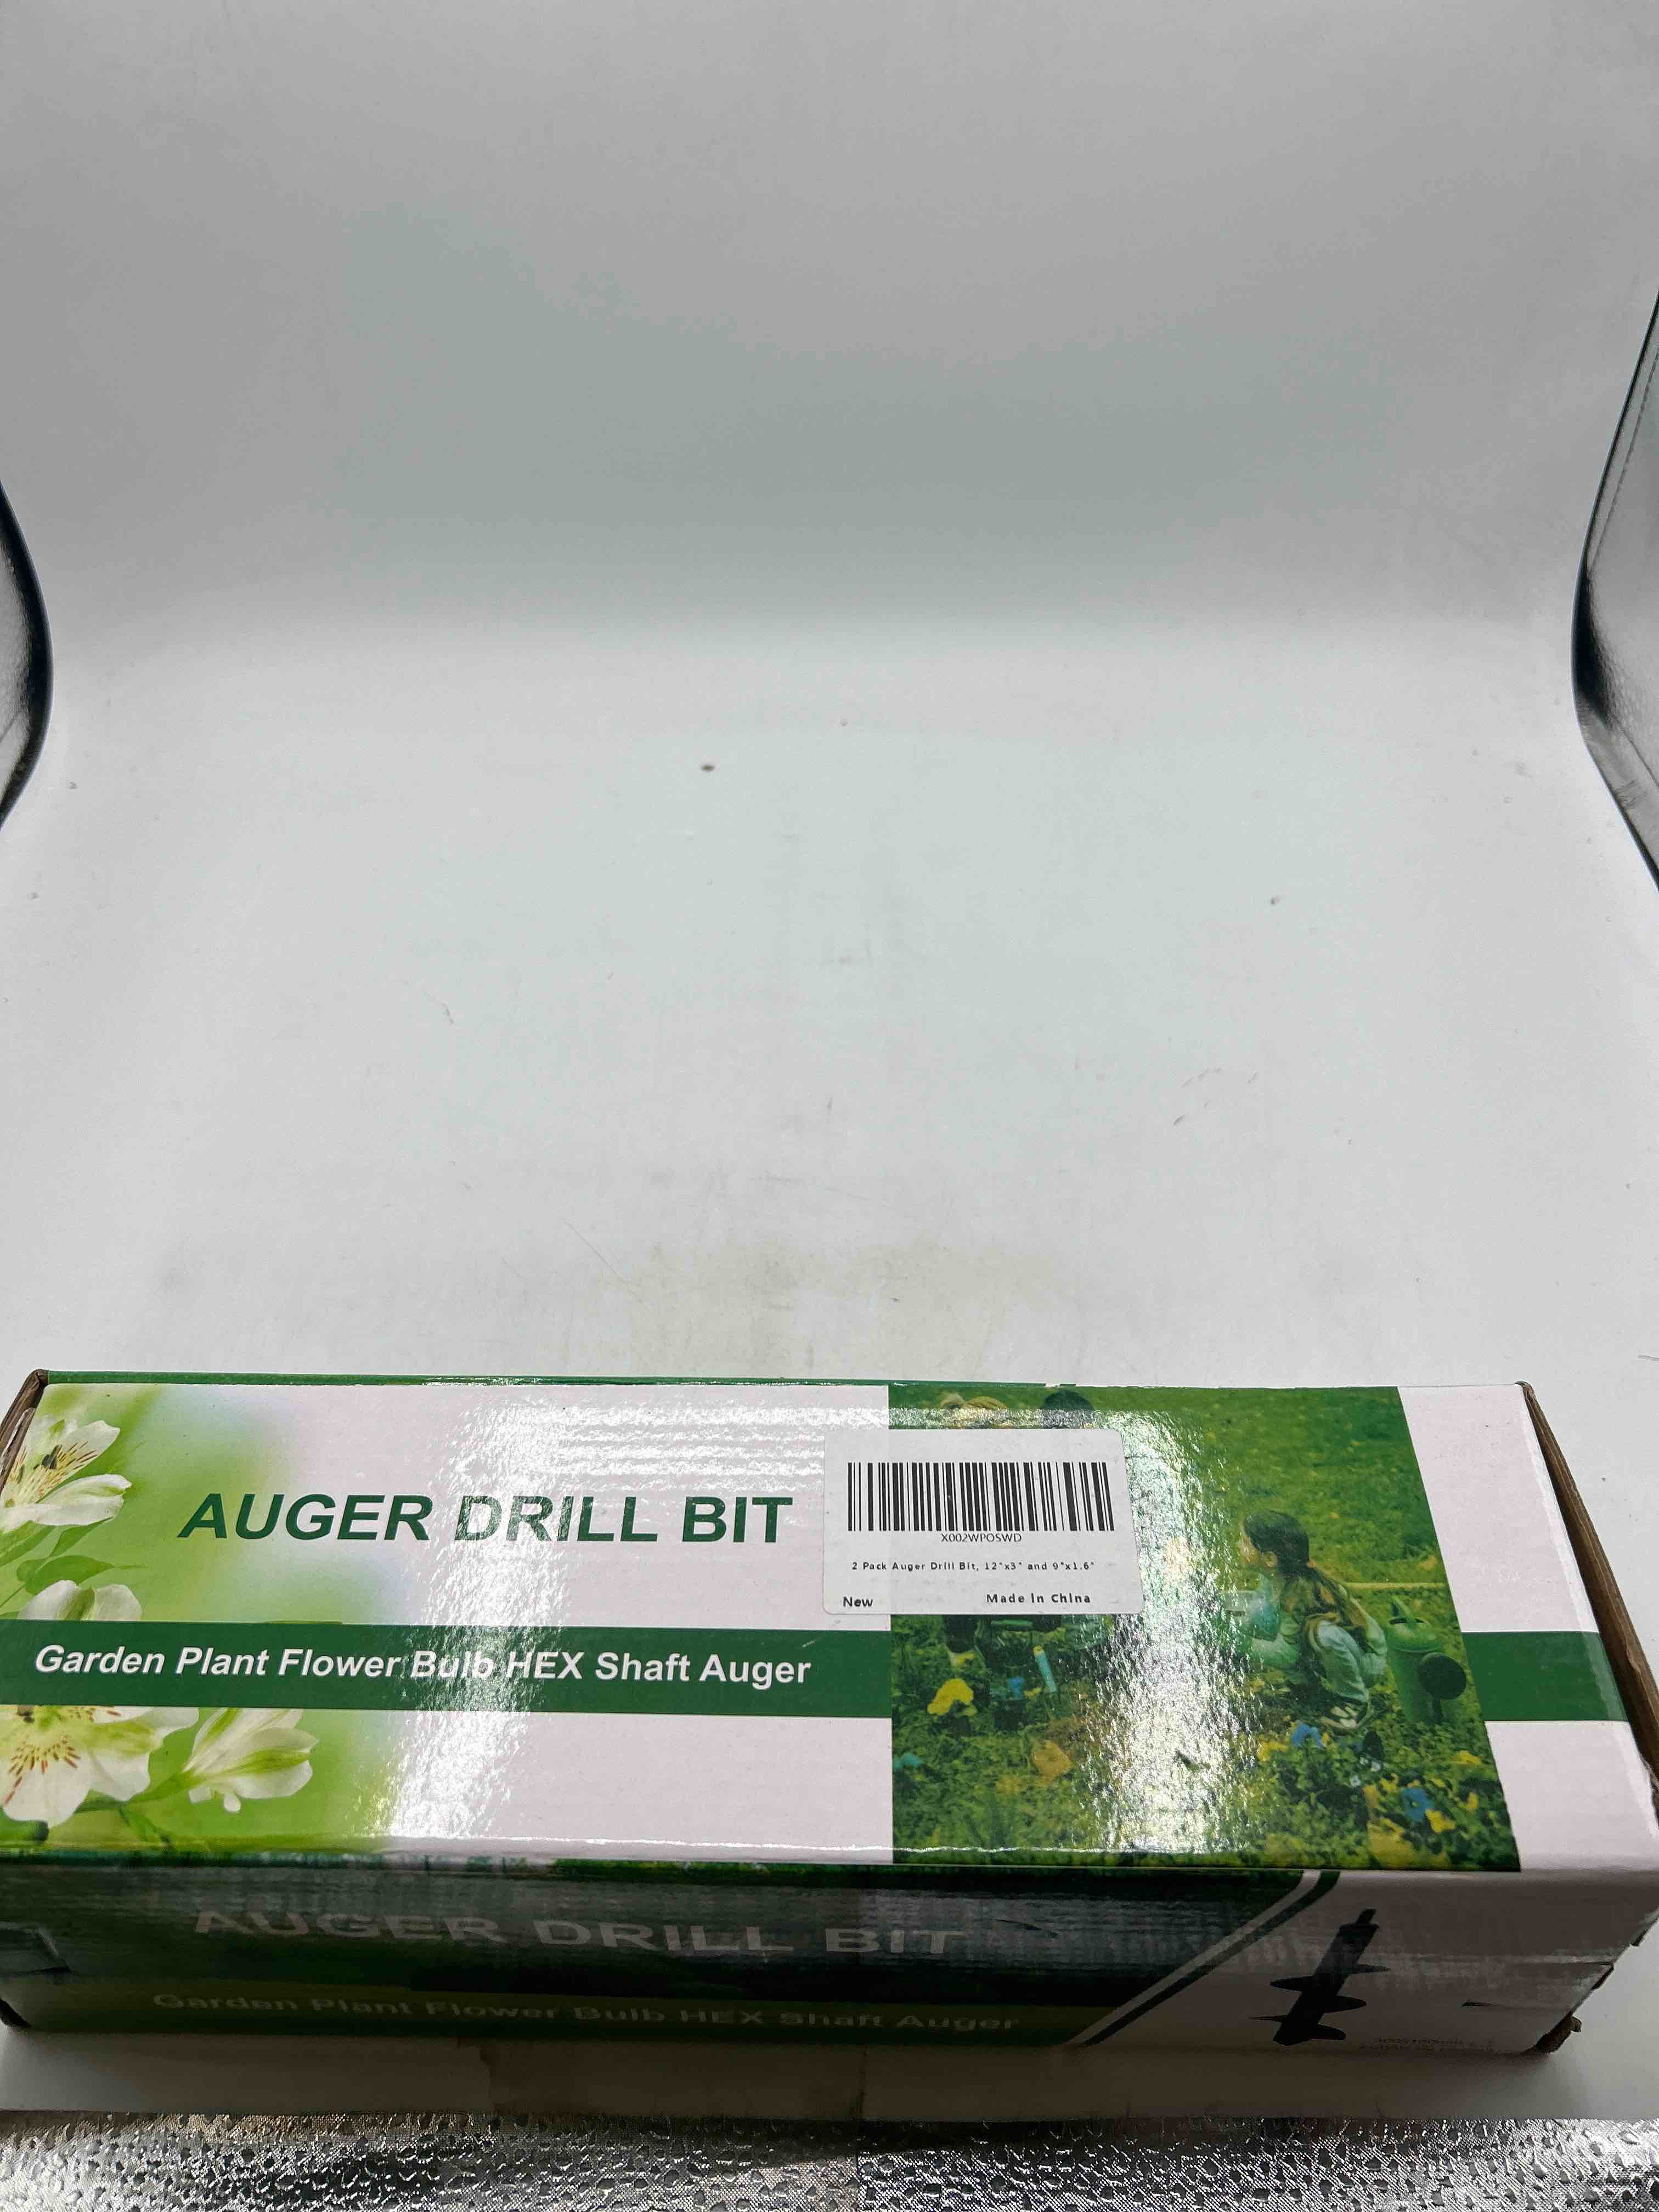 AUGER DRILL BIT
X002WPOSWD
2 Pack Auger Drill Bit, 12"x3" and 9"x1.6"
New Made In China
Garden Plant Flower Bulb HEX Shaft Auger
AUGER DRILL BIT
Garden Plant Flower Bulb HEX Shaft Auger